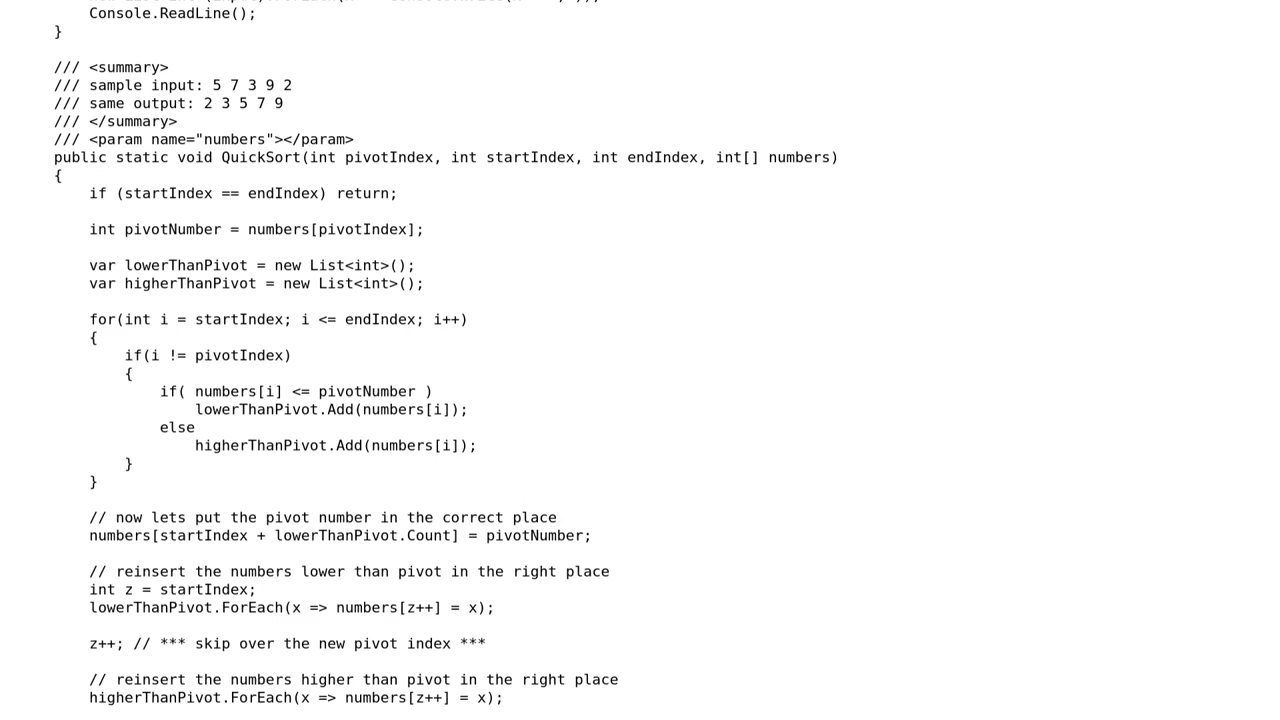 Console.ReadLine();
}
/// <summary>
/// sample input: 5 7 3 9 2
/// same output: 2 3 5 7 9
/// </summary>
/// <param name="numbers"></param>
public static void QuickSort(int pivotIndex, int startIndex, int endIndex, int[] numbers)
{
if (startIndex == endIndex) return;
int pivotNumber = numbers[pivotIndex];
var lowerThanPivot = new List<int>();
var higherThanPivot = new List<int>();
for(int i = startIndex; i <= endIndex; i++)
{
if(i != pivotIndex)
{
if( numbers[i] <= pivotNumber )
lowerThanPivot.Add(numbers[i]);
else
higherThanPivot.Add(numbers[i]);
}
}
// now lets put the pivot number in the correct place
numbers[startIndex + lowerThanPivot.Count] = pivotNumber;
// reinsert the numbers lower than pivot in the right place
int z = startIndex;
lowerThanPivot.ForEach(x => numbers[z++] = x);
z++; // *** skip over the new pivot index ***
// reinsert the numbers higher than pivot in the right place
higherThanPivot.ForEach(x => numbers[z++] = x);